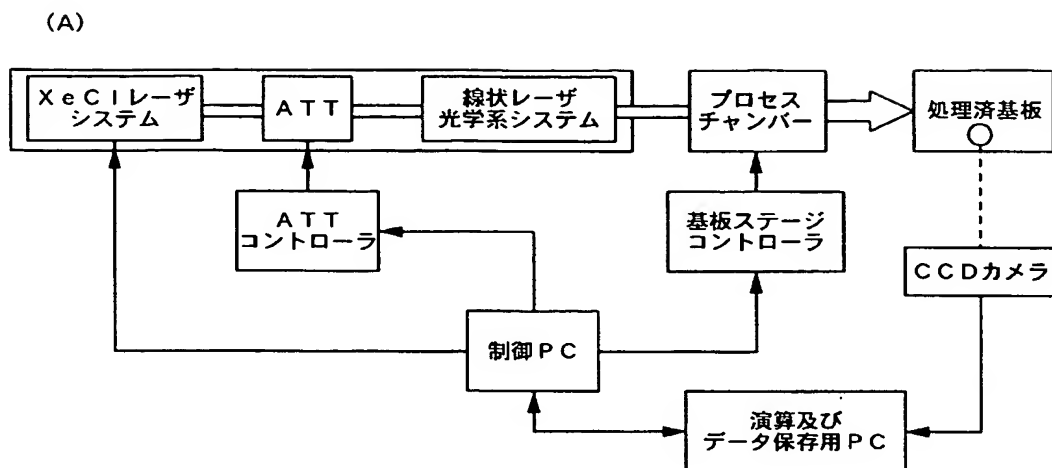 (A)
XeClレーザ
システム
ATT
線状レーザ
光学系システム
プロセス
チャンバー
処理済基板
ATT
コントローラ
基板ステージ
コントローラ
CCDカメラ
制御PC
演算及び
データ保存用PC